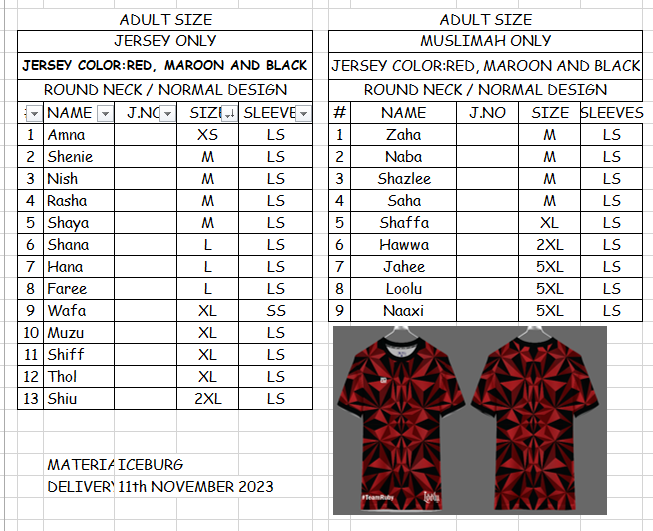 ADULT SIZE
JERSEY ONLY
JERSEY COLOR:RED, MAROON AND BLACK
ROUND NECK / NORMAL DESIGN
NAME J.NO SIZE SLEEVES
1 Amna XS LS
2 Shenie M LS
3 Nish M LS
4 Rasha M LS
5 Shaya M LS
6 Shana L LS
7 Hana L LS
8 Faree L LS
9 Wafa XL SS
10 Muzu XL LS
11 Shiff XL LS
12 Thol XL LS
13 Shiu 2XL LS
MATERIA ICEBURG
DELIVERY 11th NOVEMBER 2023
ADULT SIZE
MUSLIMAH ONLY
JERSEY COLOR:RED, MAROON AND BLACK
ROUND NECK / NORMAL DESIGN
# NAME J.NO SIZE SLEEVES
1 Zaha M LS
2 Naba M LS
3 Shazlee M LS
4 Saha M LS
5 Shaffa XL LS
6 Hawwa 2XL LS
7 Jahee 5XL LS
8 Loolu 5XL LS
9 Naaxi 5XL LS
#TeamRuby